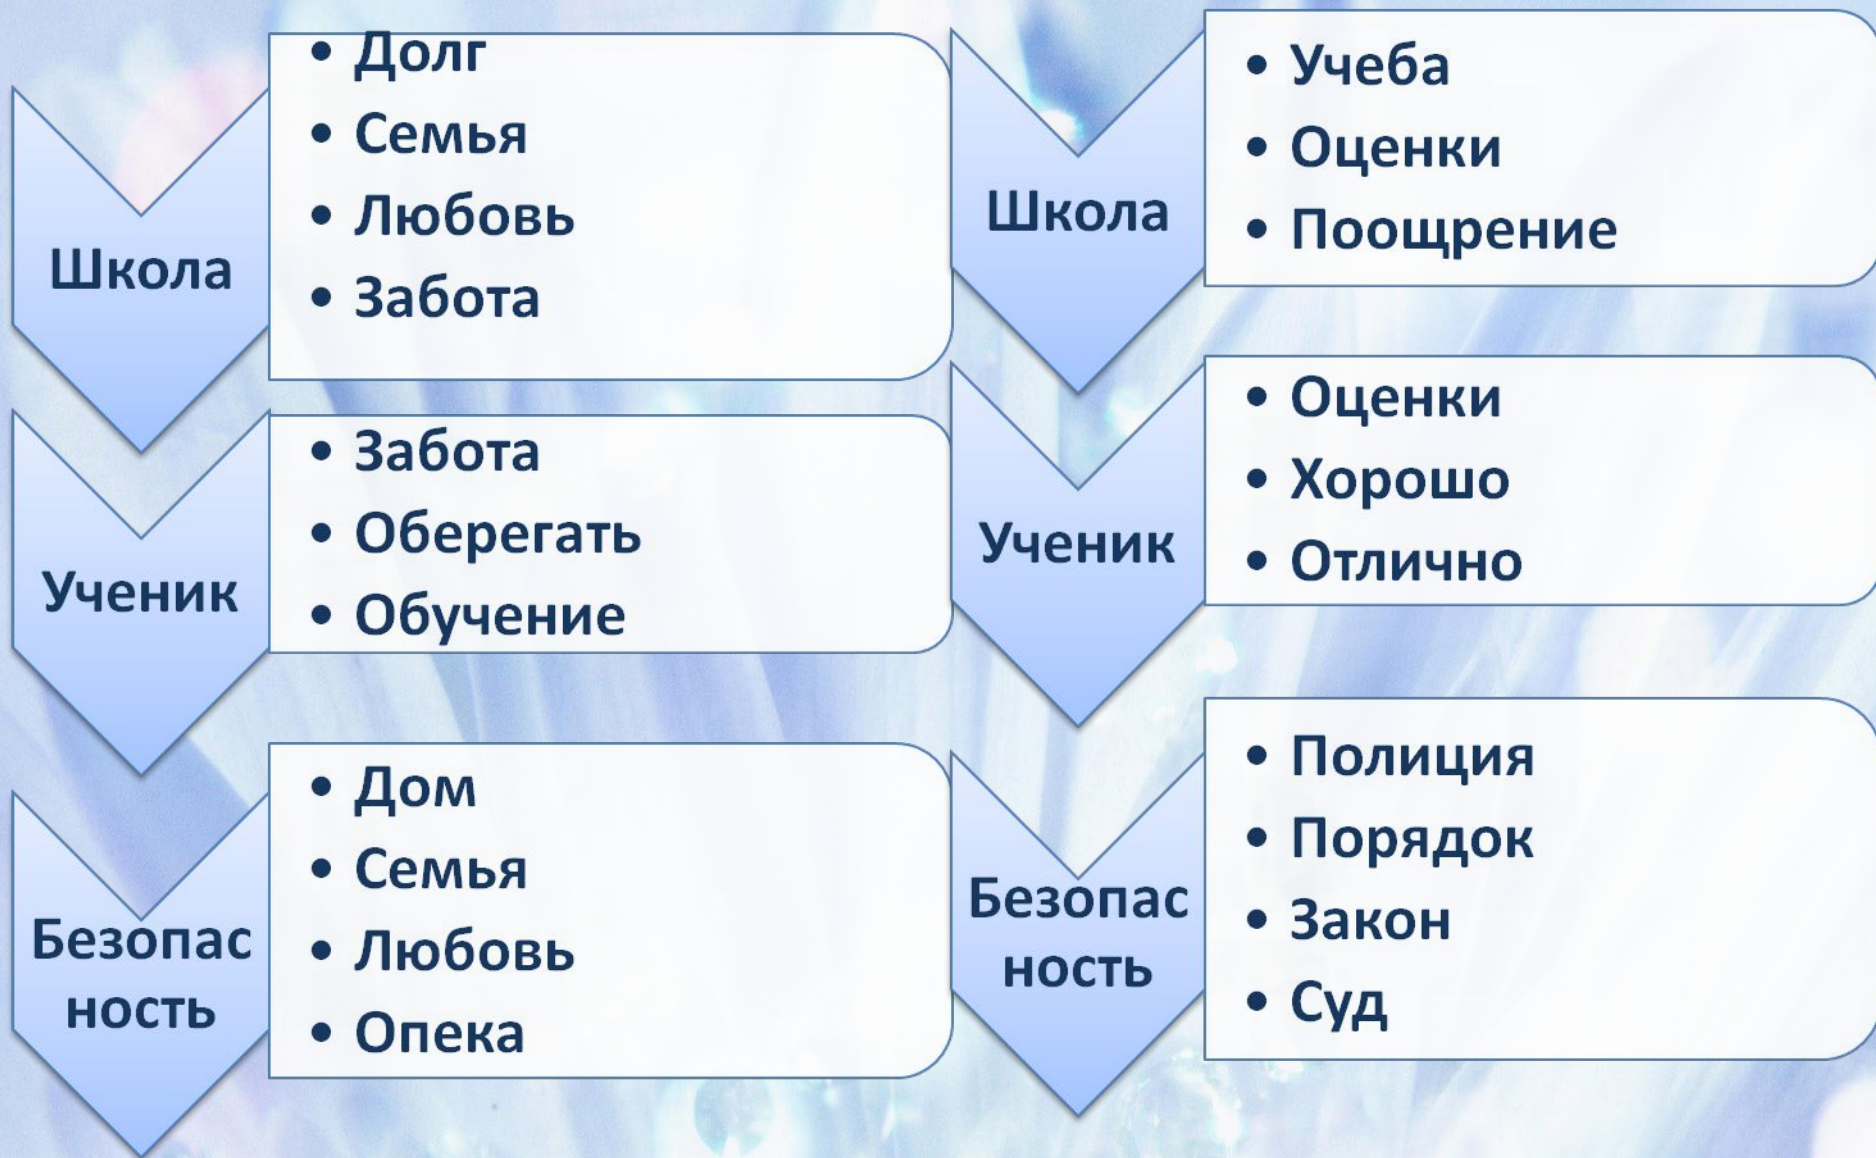 Школа
• Долг
• Семья
• Любовь
• Забота
Ученик
• Забота
• Оберегать
• Обучение
Безопас
ность
• Дом
• Семья
• Любовь
• Опека
Школа
• Учеба
• Оценки
• Поощрение
Ученик
• Оценки
• Хорошо
• Отлично
Безопас
ность
• Полиция
• Порядок
• Закон
• Суд